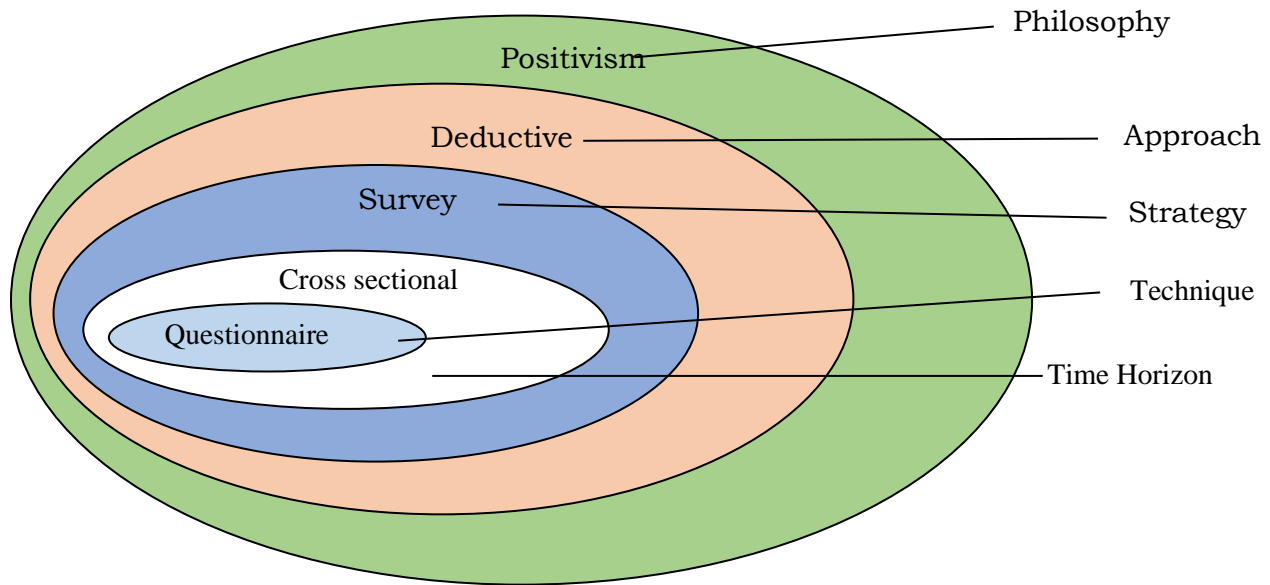 Philosophy
Positivism
Deductive
Approach
Survey
Strategy
Cross sectional
Technique
Questionnaire
Time Horizon